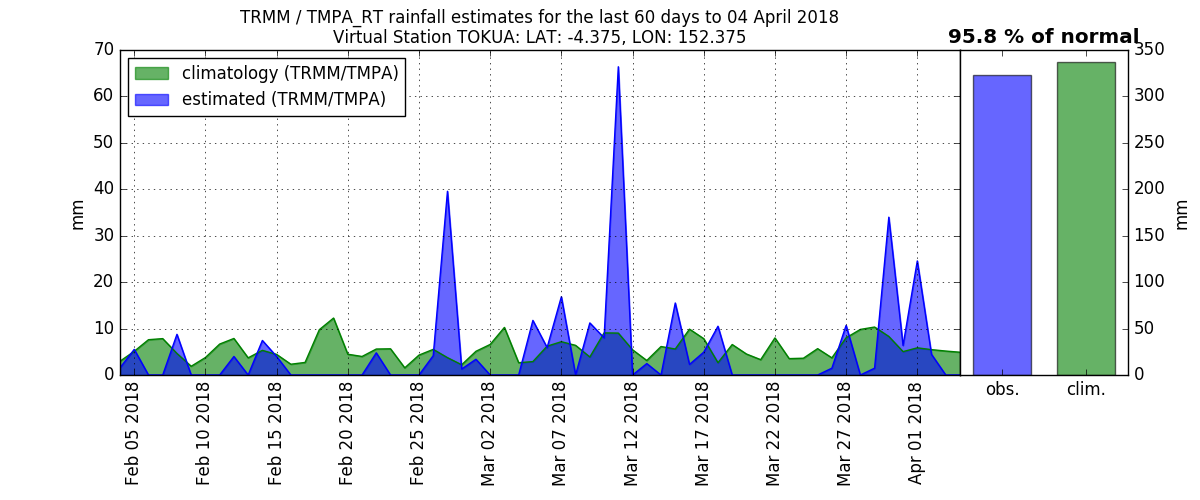 TRMM / TMPA_RT rainfall estimates for the last 60 days to 04 April 2018
Virtual Station TOKUA: LAT: -4.375, LON: 152.375
95.8 % of normal
climatology (TRMM/TMPA)
estimated (TRMM/TMPA)
70
60
50
40
30
20
10
0
mm
Feb 05 2018
Feb 10 2018
Feb 15 2018
Feb 20 2018
Feb 25 2018
Mar 02 2018
Mar 07 2018
Mar 12 2018
Mar 17 2018
Mar 22 2018
Mar 27 2018
Apr 01 2018
obs.
clim.
350
300
250
200
150
100
50
0
mm